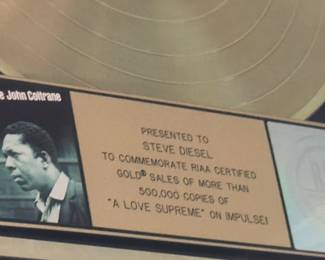 e John Coltrane
PRESENTED TO
STEVE DIESEL
TO COMMEMORATE RIAA CERTIFIED
GOLD® SALES OF MORE THAN
500,000 COPIES OF
"A LOVE SUPREME" ON IMPULSE!